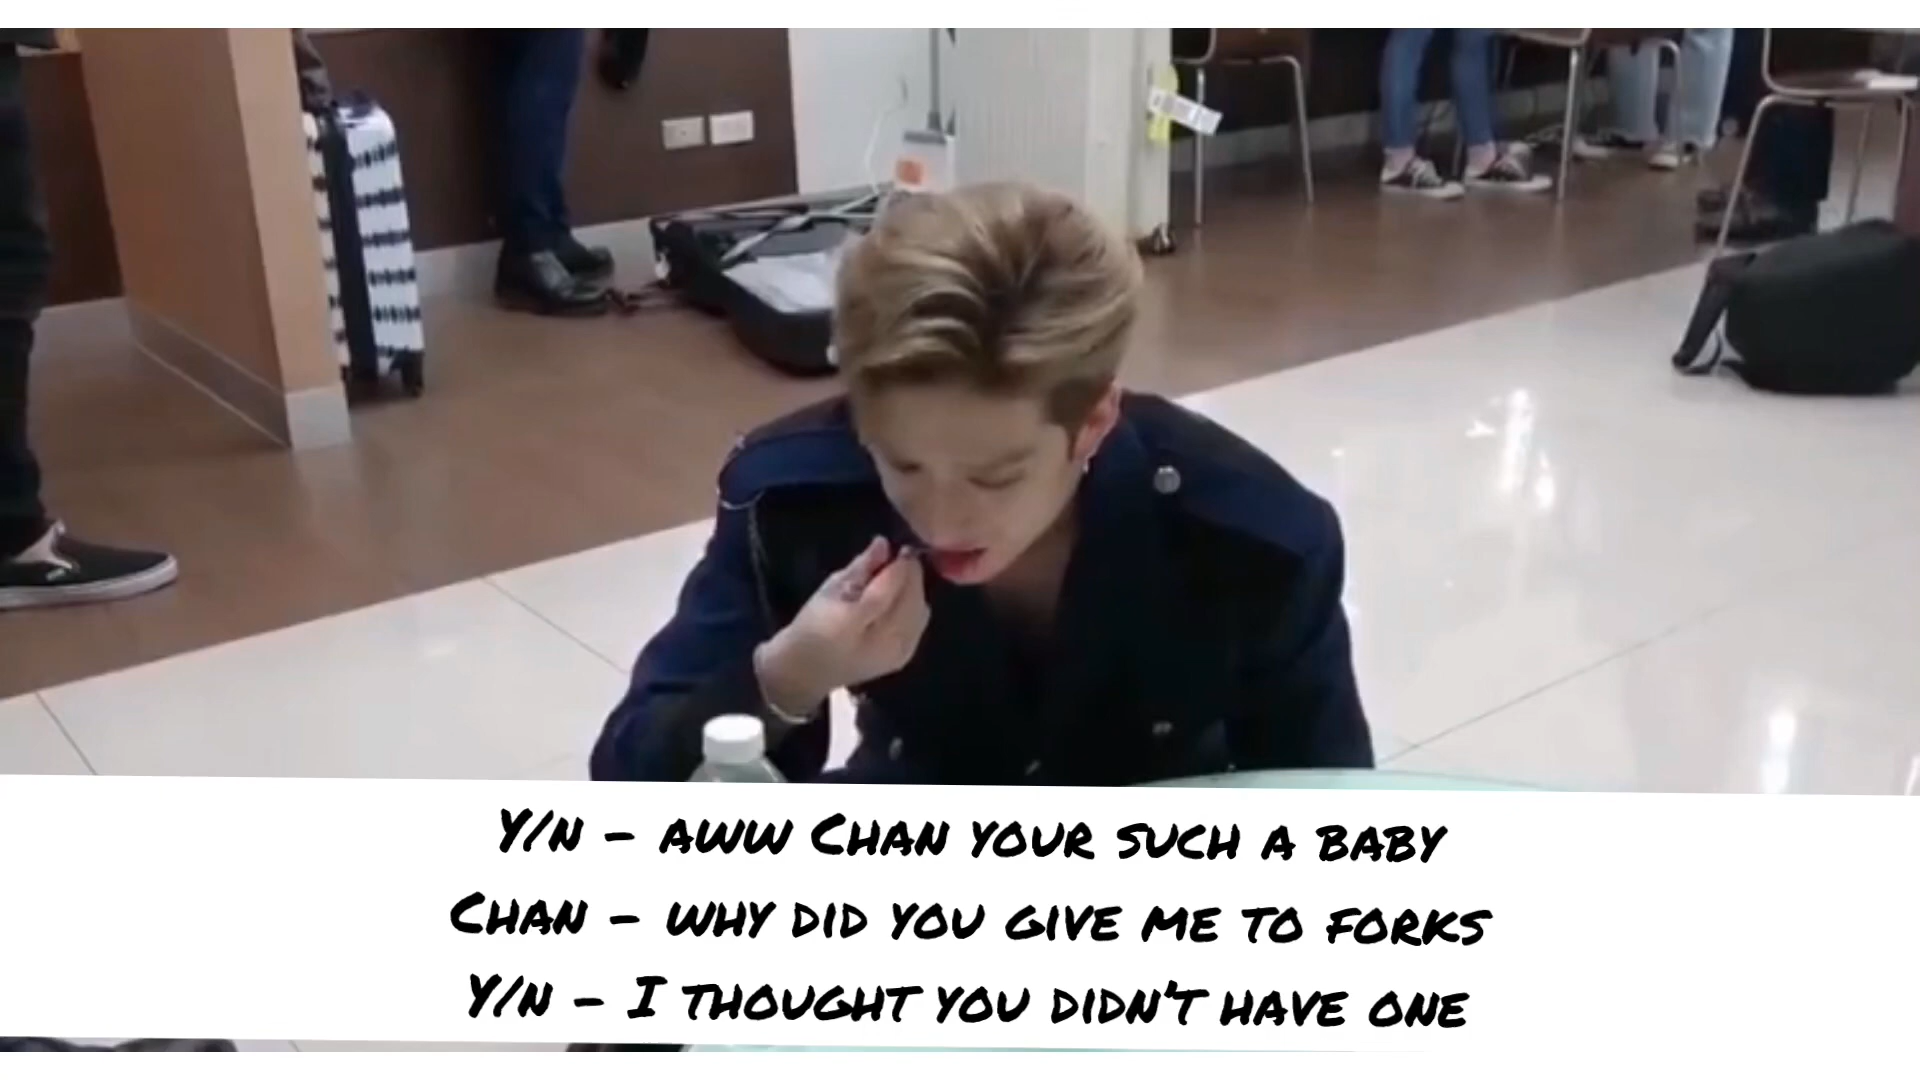 Y/n - aww Chan your such a baby
Chan - why did you give me to forks
Y/n - I thought you didn't have one